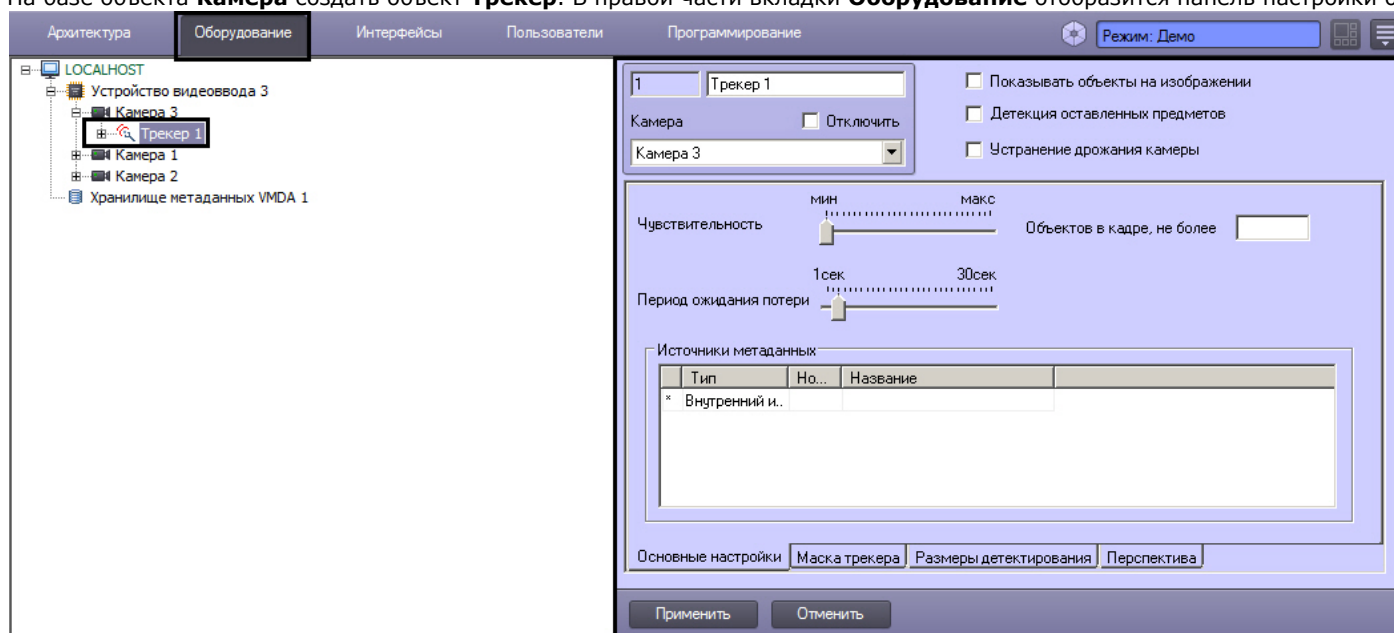 На базе объекта Камера создать объект Трекер. В правой части вкладки Оборудование отобразится панель настройки
Архитектура Оборудование Интерфейсы Пользователи Программирование Режим: Демо
LOCALHOST
Устройство видеоввода 3
Камера 3
Трекер 1
Камера 1
Камера 2
Хранилище метаданных VMDA 1
1 Трекер 1
Камера Отключить
Камера 3
Показывать объекты на изображении
Детекция оставленных предметов
Устранение дрожания камеры
мин макс
Чувствительность
Объектов в кадре, не более
1сек 30сек
Период ожидания потери
Источники метаданных
Тип Но... Название
* Внутренний и..
Основные настройки Маска трекера Размеры детектирования Перспектива
Применить Отменить